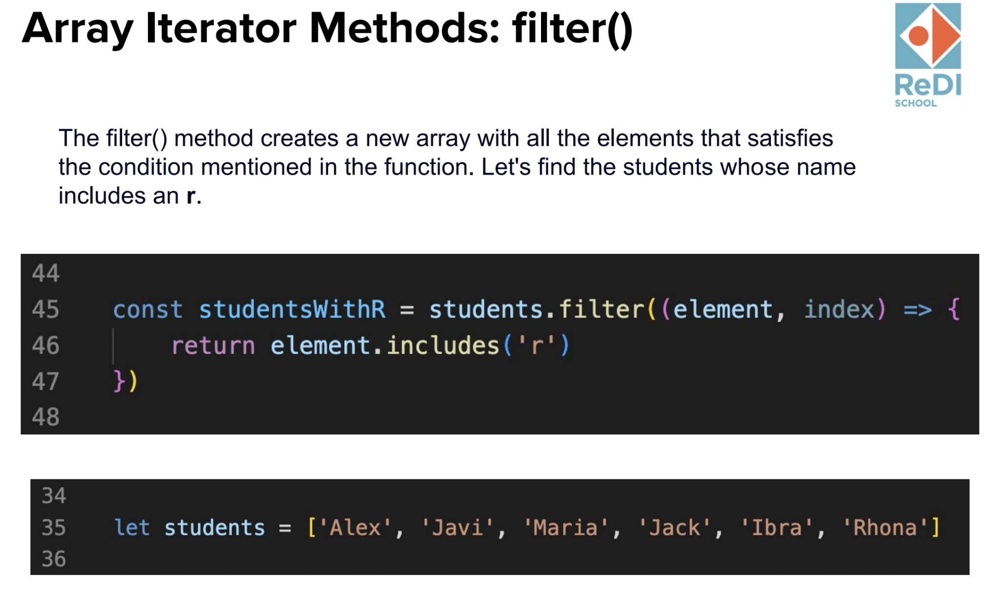 Array Iterator Methods: filter()
ReDI
SCHOOL
The filter() method creates a new array with all the elements that satisfies
the condition mentioned in the function. Let's find the students whose name
includes an r.
44
45 const studentsWithR = students.filter((element, index) => {
46 return element.includes('r')
47 })
48
34
35 let students = ['Alex', 'Javi', 'Maria', 'Jack', 'Ibra', 'Rhona']
36